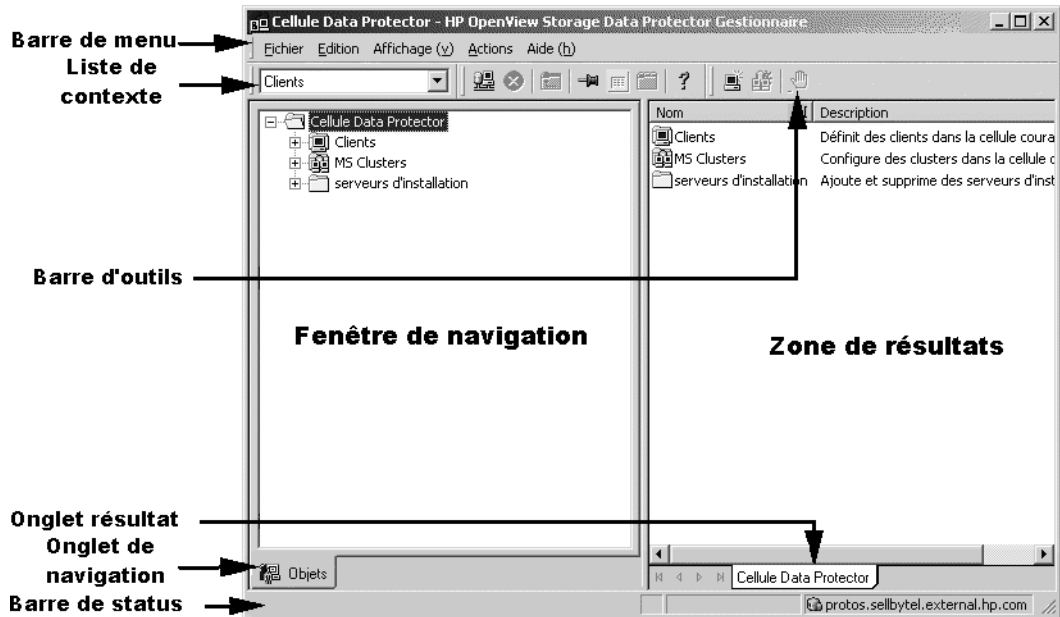 Cellule Data Protector - HP OpenView Storage Data Protector Gestionnaire
Barre de menu
Fichier Edition Affichage (v) Actions Aide (h)
Liste de
contexte
Clients
Cellule Data Protector
Clients
MS Clusters
serveurs d'installation
Nom
Description
Clients Définit des clients dans la cellule coura
MS Clusters Configure des clusters dans la cellule c
serveurs d'installation Ajoute et supprime des serveurs d'inst
Barre d'outils
Fenêtre de navigation
Zone de résultats
Onglet résultat
Onglet de
navigation
Objets
Cellule Data Protector
Barre de status
protos.sellbytel.external.hp.com